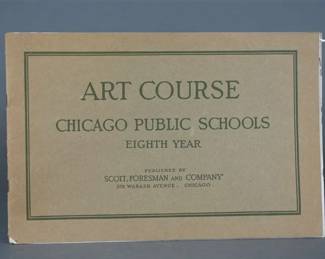 ART COURSE
CHICAGO PUBLIC SCHOOLS
EIGHTH YEAR
PUBLISHED BY
SCOTT, FORESMAN AND COMPANY
WABASH AVENUE, CHICAGO